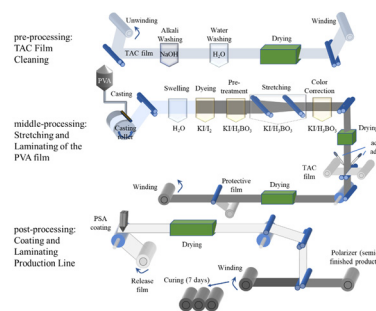 pre-processing:
TAC Film
Cleaning
Unwinding
TAC film
Alkali
Washing
NaOH
Water
Washing
H₂O
Drying
Winding
PVA
Casting
Casting
roller
Swelling
H₂O
Dyeing
KI/I₂
Pre-
treatment
KI/H₃BO₃
Stretching
KI/H₃BO₃
Color
Correction
KI/H₃BO₃
middle-processing:
Stretching and
Laminating of the
PVA film
Drying
TAC
film
Winding
Protective
film
Drying
post-processing:
Coating and
Laminating
Production Line
PSA
coating
Drying
Release
film
Curing (7 days)
Winding
Polarizer (semi-
finished product